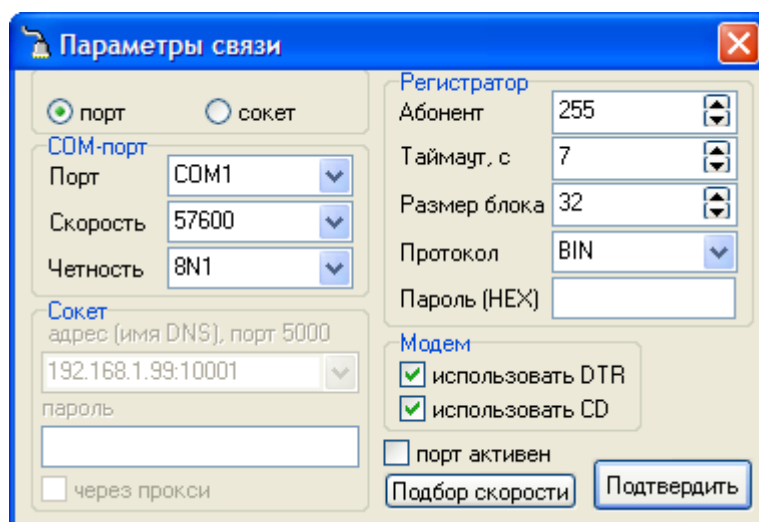 Параметры связи
порт
сокет
COM-порт
Порт
COM1
Скорость
57600
Четность
8N1
Сокет
адрес (имя DNS), порт 5000
192.168.1.99:10001
пароль
через прокси
Регистратор
Абонент
255
Таймаут, с
7
Размер блока
32
Протокол
BIN
Пароль (HEX)
Модем
использовать DTR
использовать CD
порт активен
Подбор скорости
Подтвердить